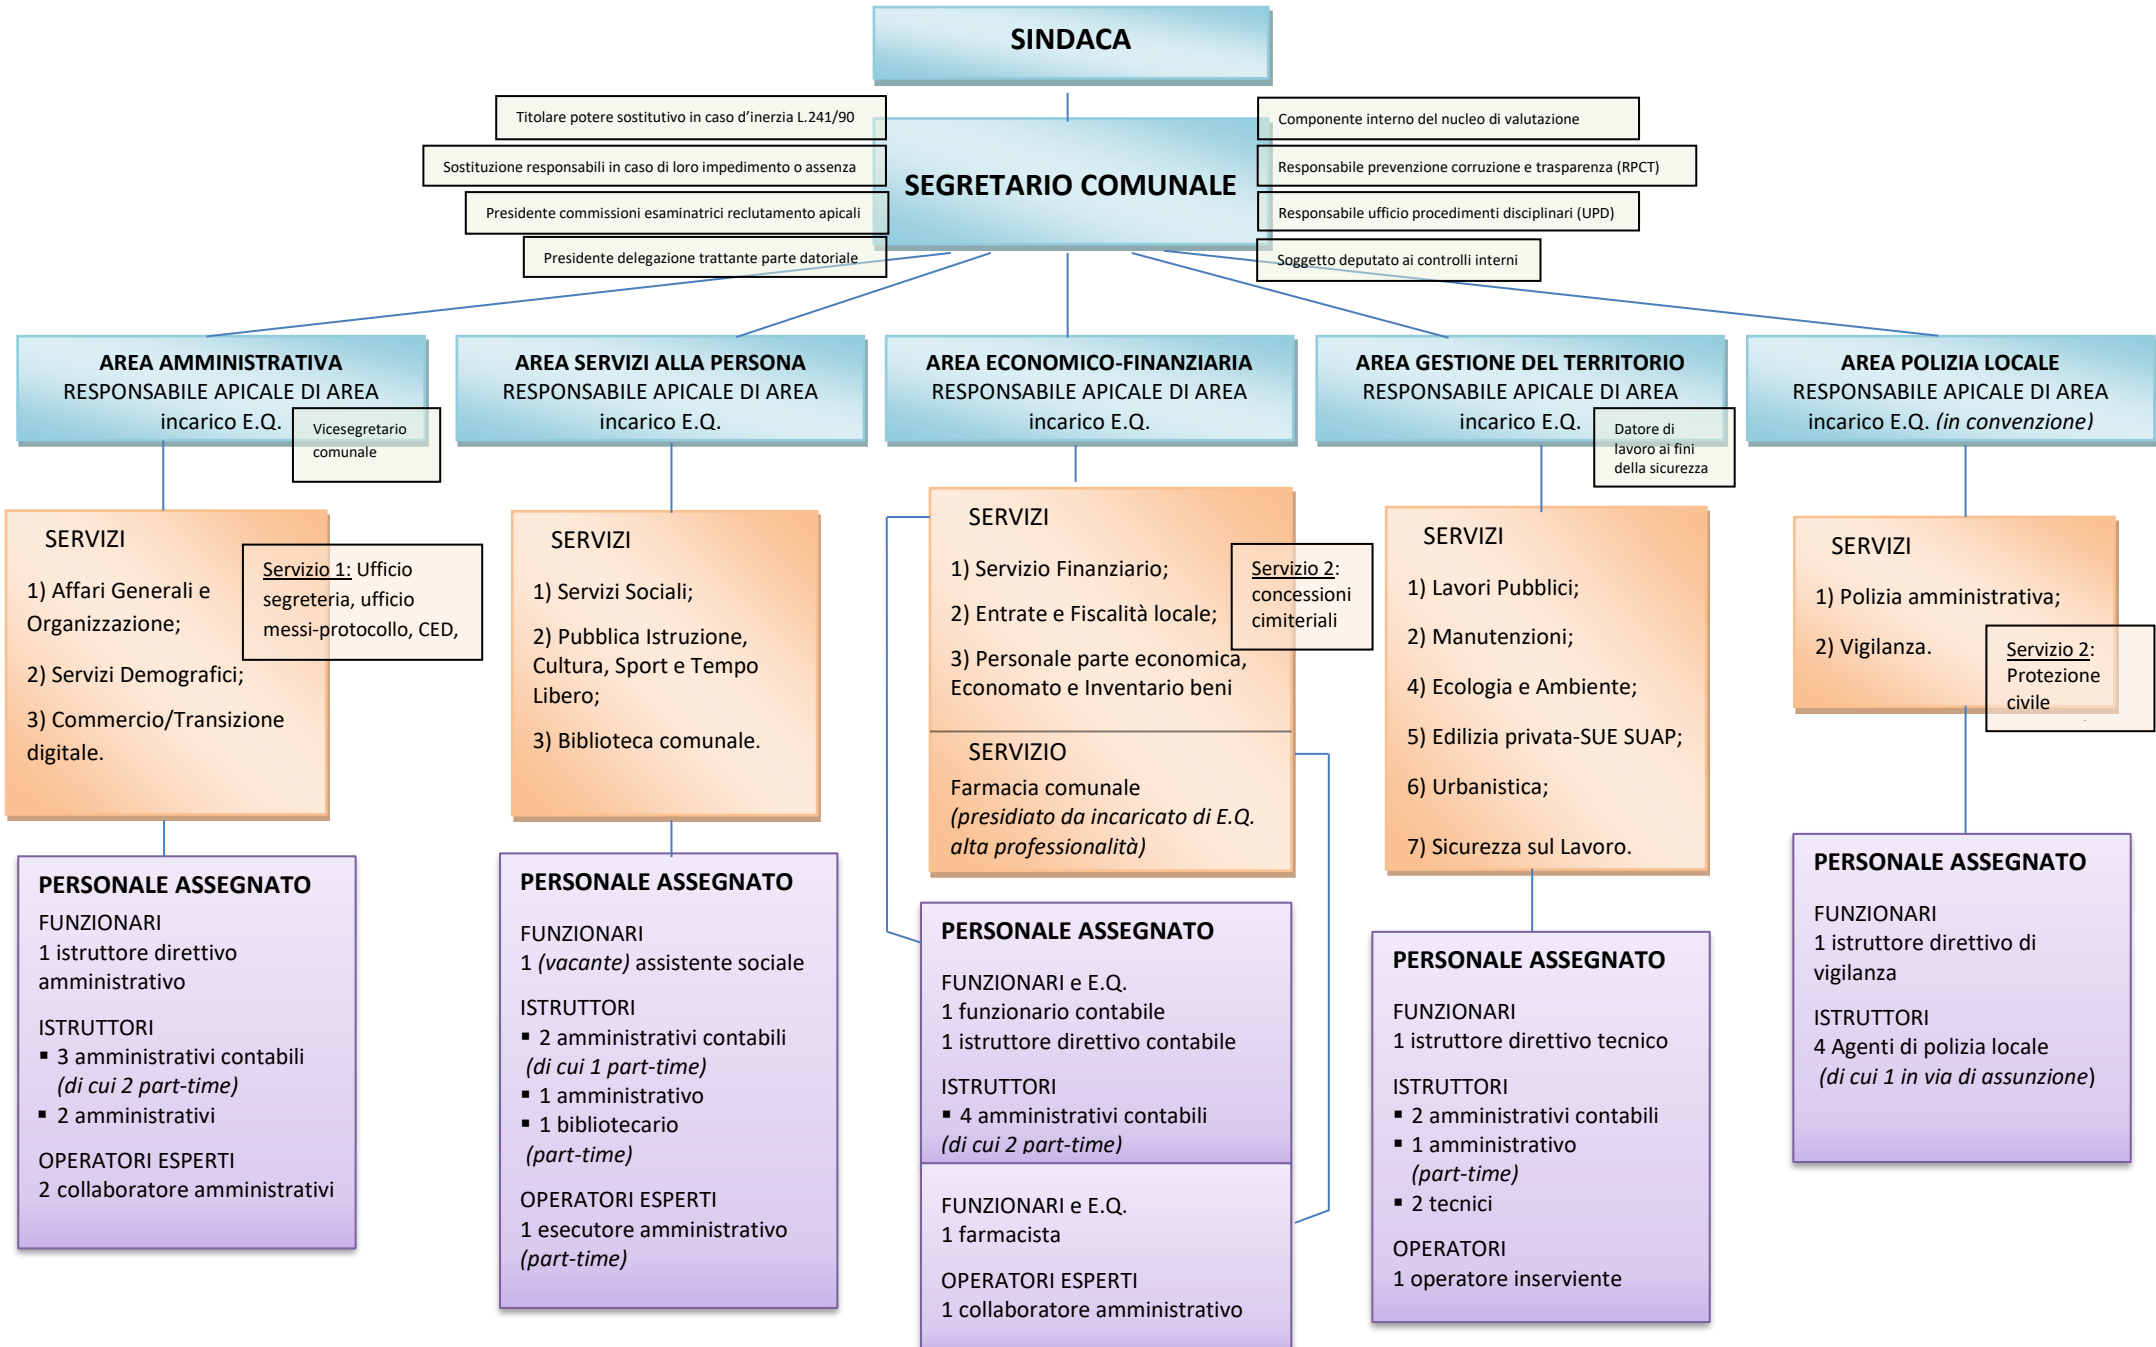 SINDACA
Titolare potere sostitutivo in caso d'inerzia L.241/90
Sostituzione responsabili in caso di loro impedimento o assenza
Presidente commissioni esaminatrici reclutamento apicali
Presidente delegazione trattante parte datoriale
SEGRETARIO COMUNALE
Componente interno del nucleo di valutazione
Responsabile prevenzione corruzione e trasparenza (RPCT)
Responsabile ufficio procedimenti disciplinari (UPD)
Soggetto deputato ai controlli interni
AREA AMMINISTRATIVA
RESPONSABILE APICALE DI AREA
incarico E.Q.
Vicesegretario
comunale
SERVIZI
1) Affari Generali e
Organizzazione;
2) Servizi Demografici;
3) Commercio/Transizione
digitale.
Servizio 1: Ufficio
segreteria, ufficio
messi-protocollo, CED,
PERSONALE ASSEGNATO
FUNZIONARI
1 istruttore direttivo
amministrativo
ISTRUTTORI
▪ 3 amministrativi contabili
(di cui 2 part-time)
▪ 2 amministrativi
OPERATORI ESPERTI
2 collaboratore amministrativi
AREA SERVIZI ALLA PERSONA
RESPONSABILE APICALE DI AREA
incarico E.Q.
SERVIZI
1) Servizi Sociali;
2) Pubblica Istruzione,
Cultura, Sport e Tempo
Libero;
3) Biblioteca comunale.
PERSONALE ASSEGNATO
FUNZIONARI
1 (vacante) assistente sociale
ISTRUTTORI
▪ 2 amministrativi contabili
(di cui 1 part-time)
▪ 1 amministrativo
▪ 1 bibliotecario
(part-time)
OPERATORI ESPERTI
1 esecutore amministrativo
(part-time)
AREA ECONOMICO-FINANZIARIA
RESPONSABILE APICALE DI AREA
incarico E.Q.
SERVIZI
1) Servizio Finanziario;
2) Entrate e Fiscalità locale;
3) Personale parte economica,
Economato e Inventario beni
Servizio 2:
concessioni
cimiteriali
SERVIZIO
Farmacia comunale
(presidiato da incaricato di E.Q.
alta professionalità)
PERSONALE ASSEGNATO
FUNZIONARI e E.Q.
1 funzionario contabile
1 istruttore direttivo contabile
ISTRUTTORI
▪ 4 amministrativi contabili
(di cui 2 part-time)
FUNZIONARI e E.Q.
1 farmacista
OPERATORI ESPERTI
1 collaboratore amministrativo
AREA GESTIONE DEL TERRITORIO
RESPONSABILE APICALE DI AREA
incarico E.Q.
Datore di
lavoro ai fini
della sicurezza
SERVIZI
1) Lavori Pubblici;
2) Manutenzioni;
4) Ecologia e Ambiente;
5) Edilizia privata-SUE SUAP;
6) Urbanistica;
7) Sicurezza sul Lavoro.
PERSONALE ASSEGNATO
FUNZIONARI
1 istruttore direttivo tecnico
ISTRUTTORI
▪ 2 amministrativi contabili
▪ 1 amministrativo
(part-time)
▪ 2 tecnici
OPERATORI
1 operatore inserviente
AREA POLIZIA LOCALE
RESPONSABILE APICALE DI AREA
incarico E.Q. (in convenzione)
SERVIZI
1) Polizia amministrativa;
2) Vigilanza.
Servizio 2:
Protezione
civile
PERSONALE ASSEGNATO
FUNZIONARI
1 istruttore direttivo di
vigilanza
ISTRUTTORI
4 Agenti di polizia locale
(di cui 1 in via di assunzione)